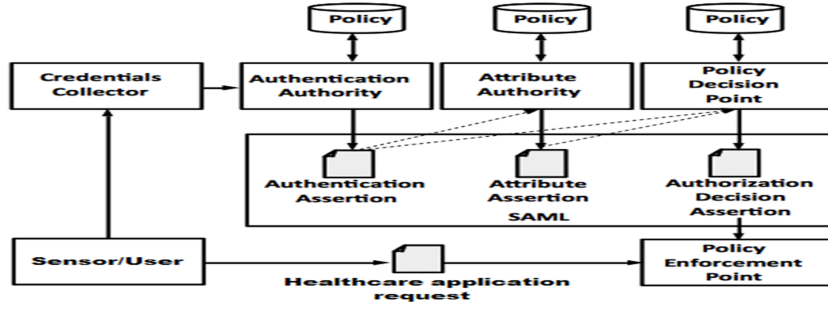 Policy
Policy
Policy
Credentials
Collector
Authentication
Authority
Attribute
Authority
Policy
Decision
Point
Authentication
Assertion
Attribute
Assertion
SAML
Authorization
Decision
Assertion
Sensor/User
Healthcare application
request
Policy
Enforcement
Point